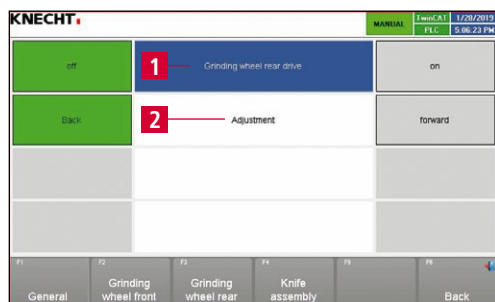 KNECHT
MANUAL
TwinCAT
PLC
1/28/2019
5:06:23 PM
off
1
Grinding wheel rear drive
on
Back
2
Adjustment
forward
F1
General
F2
Grinding
wheel front
F3
Grinding
wheel rear
F4
Knife
assembly
F5
F6
Back